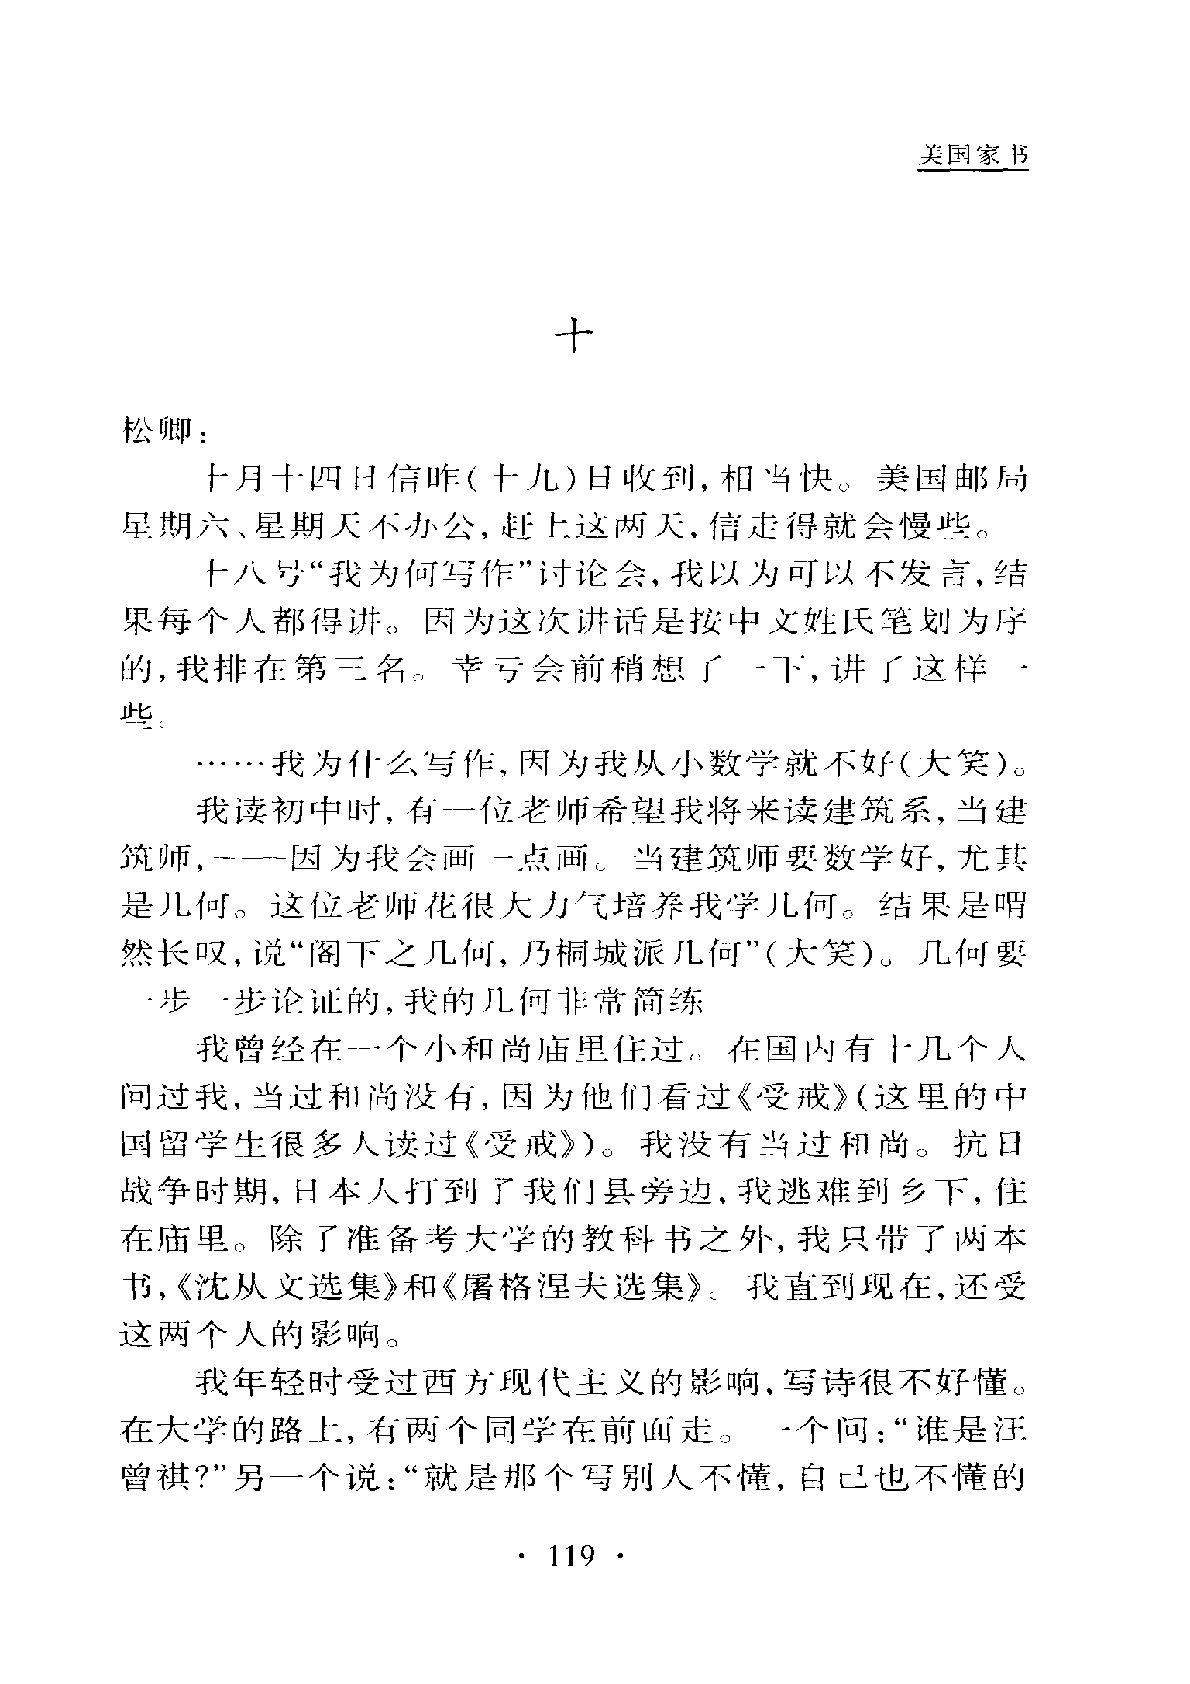 美国家书
十
松卿：
十月十四日信昨（十九）日收到，相当快。美国邮局
星期六、星期天不办公，赶上这两天，信走得就会慢些。
十八号“我为何写作”讨论会，我以为可以不发言，结
果每个人都得讲。因为这次讲话是按中文姓氏笔划为序
的，我排在第三名。幸亏会前稍想了一下，讲了这样一
些。
……我为什么写作，因为我从小数学就不好（大笑）。
我读初中时，有一位老师希望我将来读建筑系，当建
筑师，——因为我会画一点画。当建筑师要数学好，尤其
是几何。这位老师花很大力气培养我学几何。结果是喟
然长叹，说“阁下之几何，乃桐城派几何”（大笑）。几何要
一步一步论证的，我的几何非常简练
我曾经在一个小和尚庙里住过。在国内有十几个人
问过我，当过和尚没有，因为他们看过《受戒》（这里的中
国留学生很多人读过《受戒》）。我没有当过和尚。抗日
战争时期，日本人打到了我们县旁边，我逃难到乡下，住
在庙里。除了准备考大学的教科书之外，我只带了两本
书，《沈从文选集》和《屠格涅夫选集》。我直到现在，还受
这两个人的影响。
我年轻时受过西方现代主义的影响，写诗很不好懂。
在大学的路上，有两个同学在前面走。一个问：“谁是汪
曾祺?”另一个说：“就是那个写别人不懂，自己也不懂的
· 119 ·